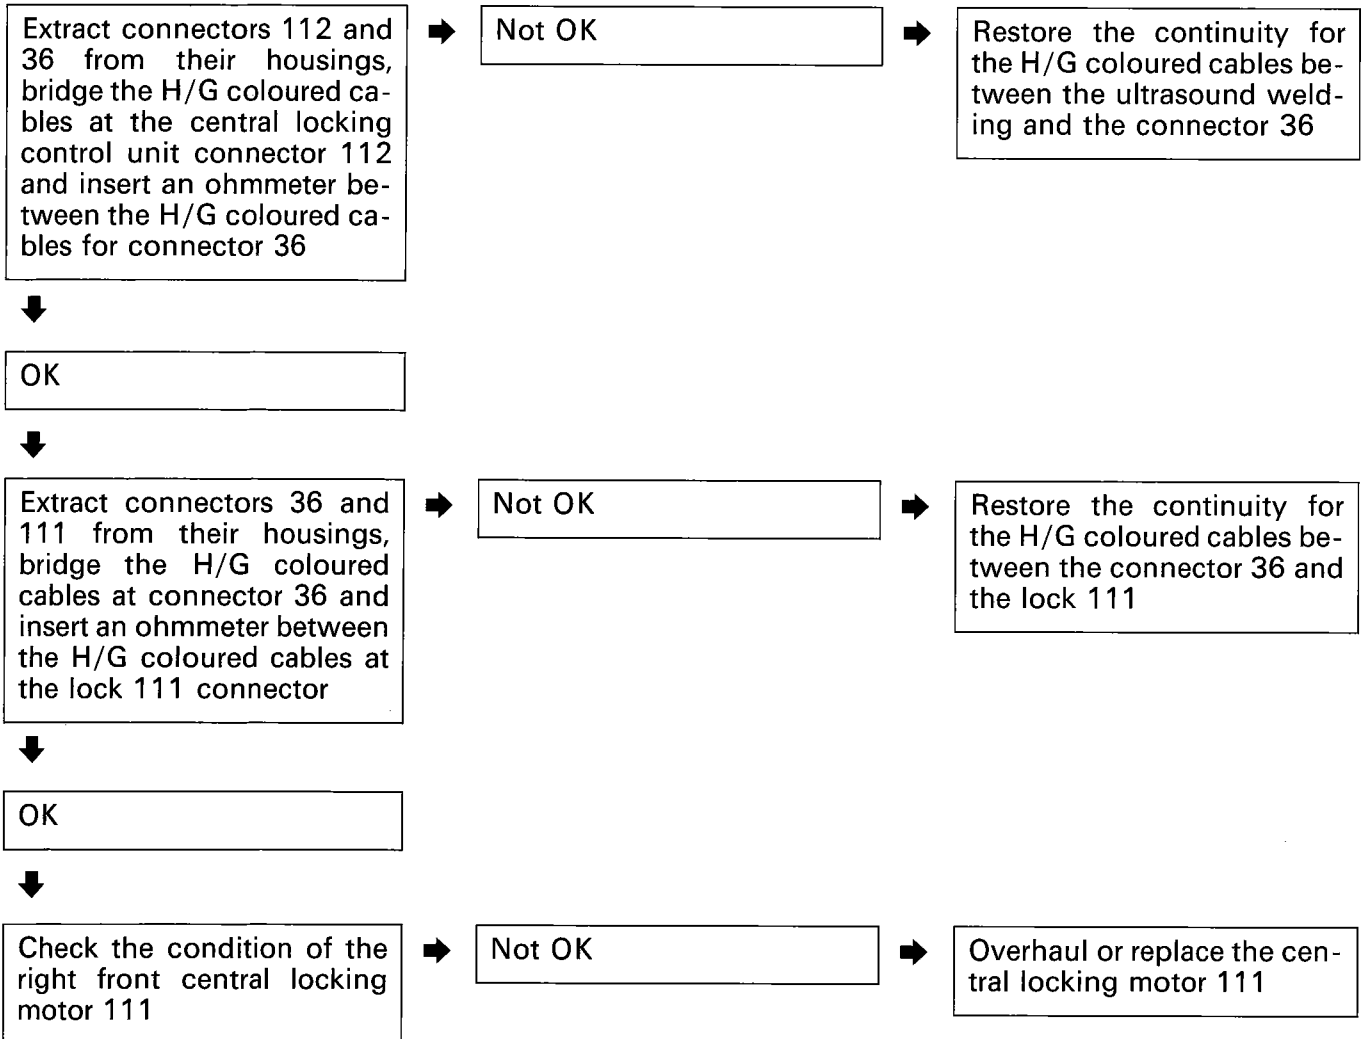 Extract connectors 112 and
36 from their housings,
bridge the H/G coloured ca-
bles at the central locking
control unit connector 112
and insert an ohmmeter be-
tween the H/G coloured ca-
bles for connector 36
Not OK
Restore the continuity for
the H/G coloured cables be-
tween the ultrasound weld-
ing and the connector 36
OK
Extract connectors 36 and
111 from their housings,
bridge the H/G coloured
cables at connector 36 and
insert an ohmmeter between
the H/G coloured cables at
the lock 111 connector
Not OK
Restore the continuity for
the H/G coloured cables be-
tween the connector 36 and
the lock 111
OK
Check the condition of the
right front central locking
motor 111
Not OK
Overhaul or replace the cen-
tral locking motor 111